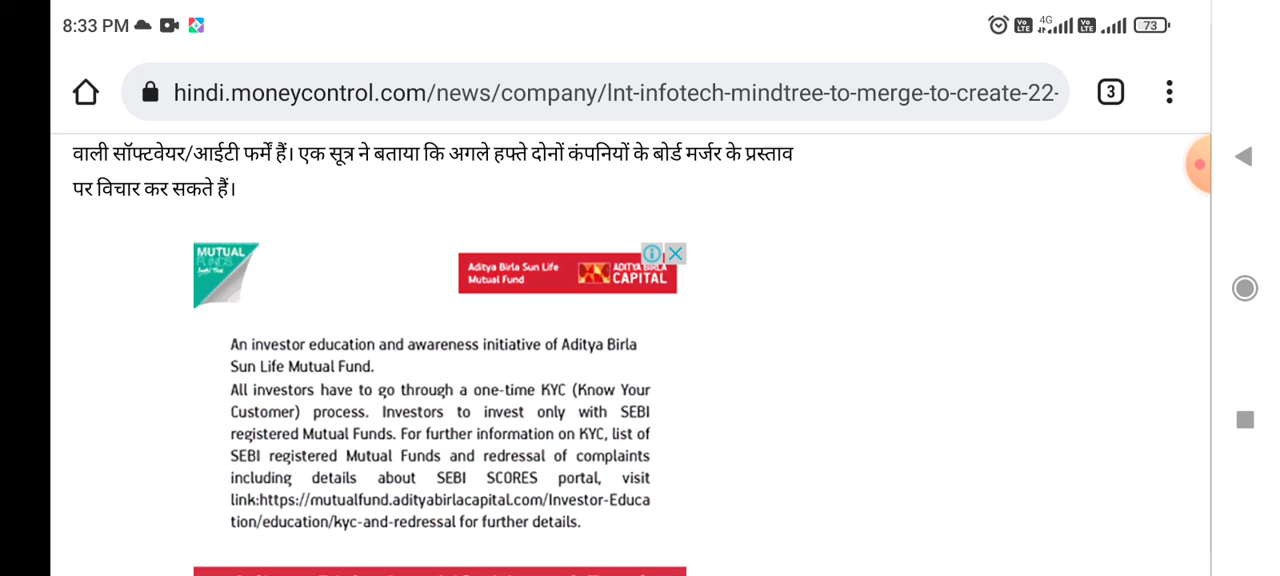 8:33 PM
4G
73
hindi.moneycontrol.com/news/company/lnt-infotech-mindtree-to-merge-to-create-22-
3
वाली सॉफ्टवेयर/आईटी फर्में हैं। एक सूत्र ने बताया कि अगले हफ्ते दोनों कंपनियों के बोर्ड मर्जर के प्रस्ताव
पर विचार कर सकते हैं।
MUTUAL
FUNDS
Aditya Birla Sun Life
Mutual Fund
ADITYA BIRLA
CAPITAL
An investor education and awareness initiative of Aditya Birla
Sun Life Mutual Fund.
All investors have to go through a one-time KYC (Know Your
Customer) process. Investors to invest only with SEBI
registered Mutual Funds. For further information on KYC, list of
SEBI registered Mutual Funds and redressal of complaints
including details about SEBI SCORES portal, visit
link:https://mutualfund.adityabirlacapital.com/Investor-Educa
tion/education/kyc-and-redressal for further details.